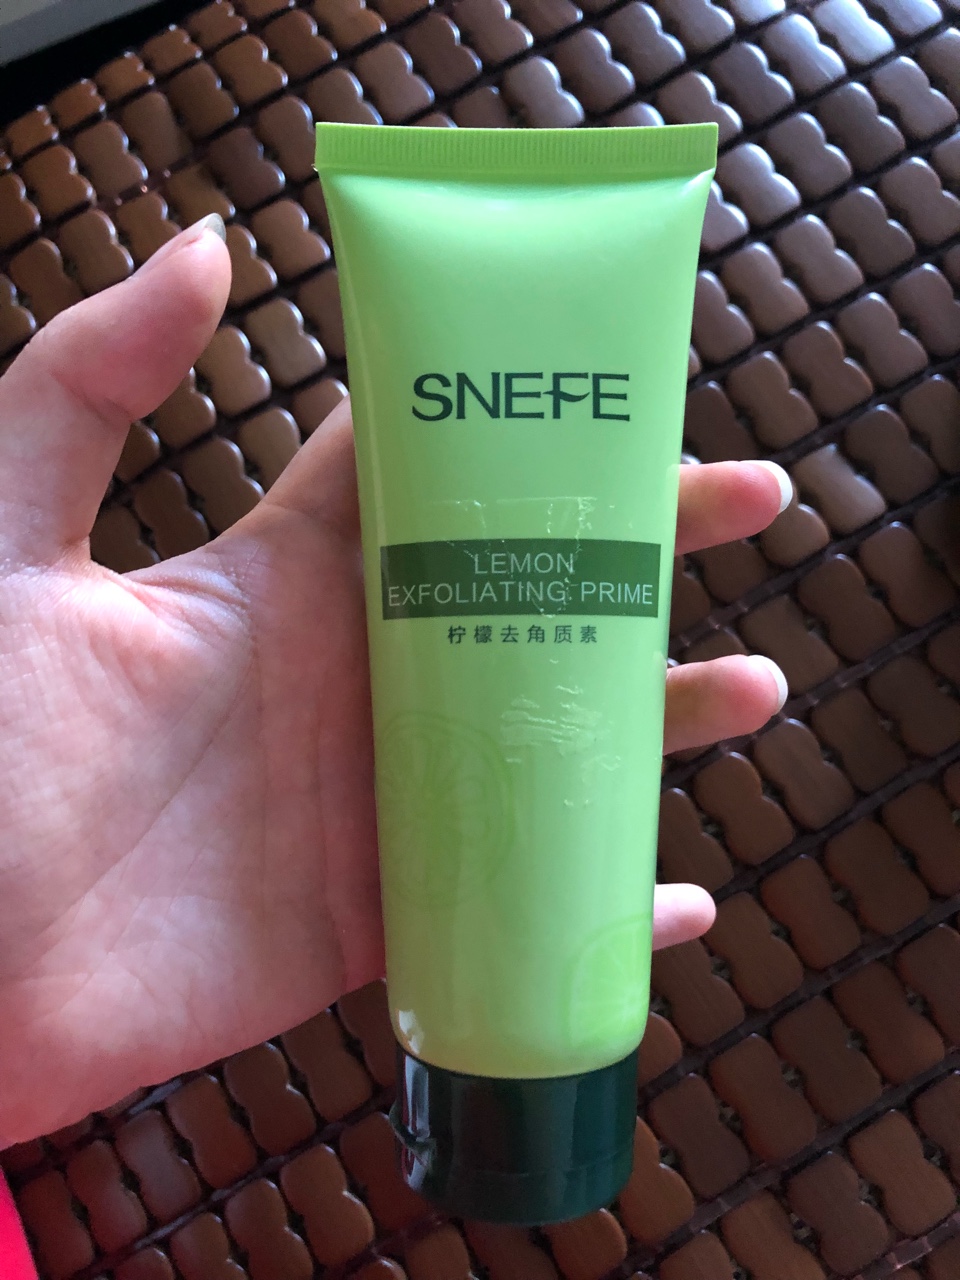 SNEFE
LEMON
EXFOLIATING PRIME
柠檬去角质素